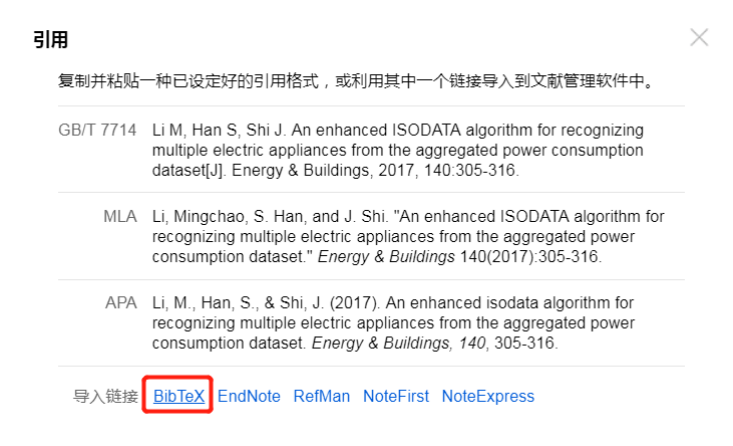 引用
复制并粘贴一种已设定好的引用格式，或利用其中一个链接导入到文献管理软件中。
GB/T 7714 Li M, Han S, Shi J. An enhanced ISODATA algorithm for recognizing
multiple electric appliances from the aggregated power consumption
dataset[J]. Energy & Buildings, 2017, 140:305-316.
MLA Li, Mingchao, S. Han, and J. Shi. "An enhanced ISODATA algorithm for
recognizing multiple electric appliances from the aggregated power
consumption dataset." Energy & Buildings 140(2017):305-316.
APA Li, M., Han, S., & Shi, J. (2017). An enhanced isodata algorithm for
recognizing multiple electric appliances from the aggregated power
consumption dataset. Energy & Buildings, 140, 305-316.
导入链接 BibTeX EndNote RefMan NoteFirst NoteExpress